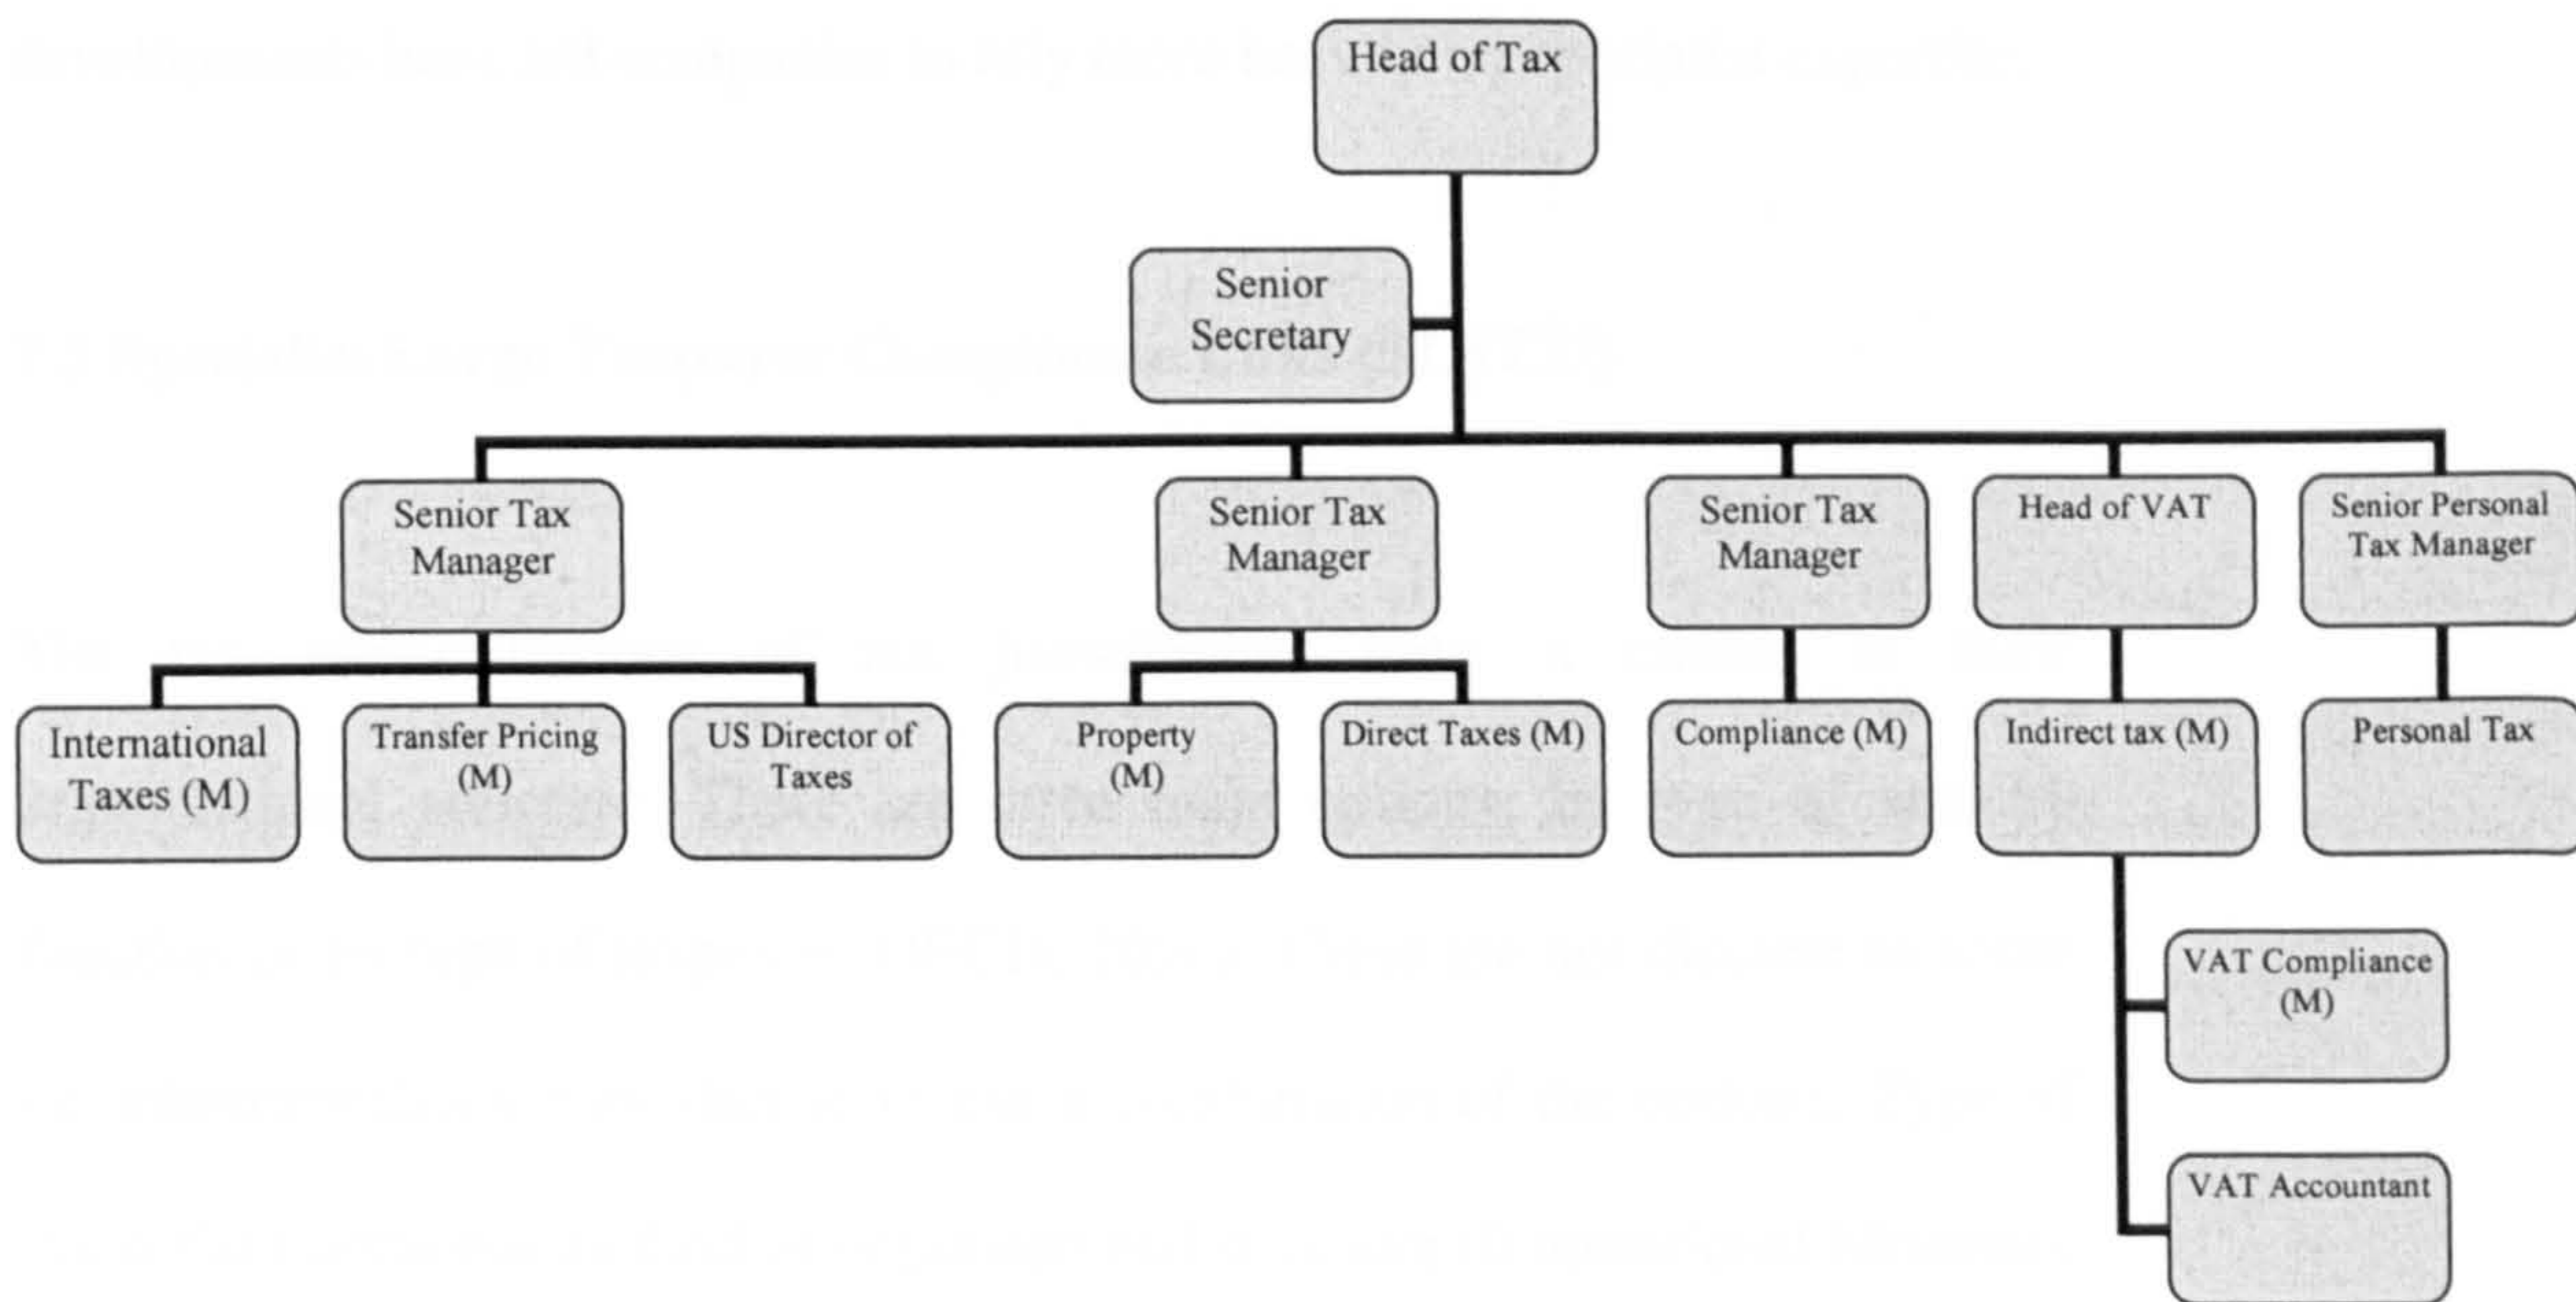 Head of Tax
Senior
Secretary
Senior Tax
Manager
Senior Tax
Manager
Senior Tax
Manager
Head of VAT
Senior Personal
Tax Manager
International
Taxes (M)
Transfer Pricing
(M)
US Director of
Taxes
Property
(M)
Direct Taxes (M)
Compliance (M)
Indirect tax (M)
Personal Tax
VAT Compliance
(M)
VAT Accountant